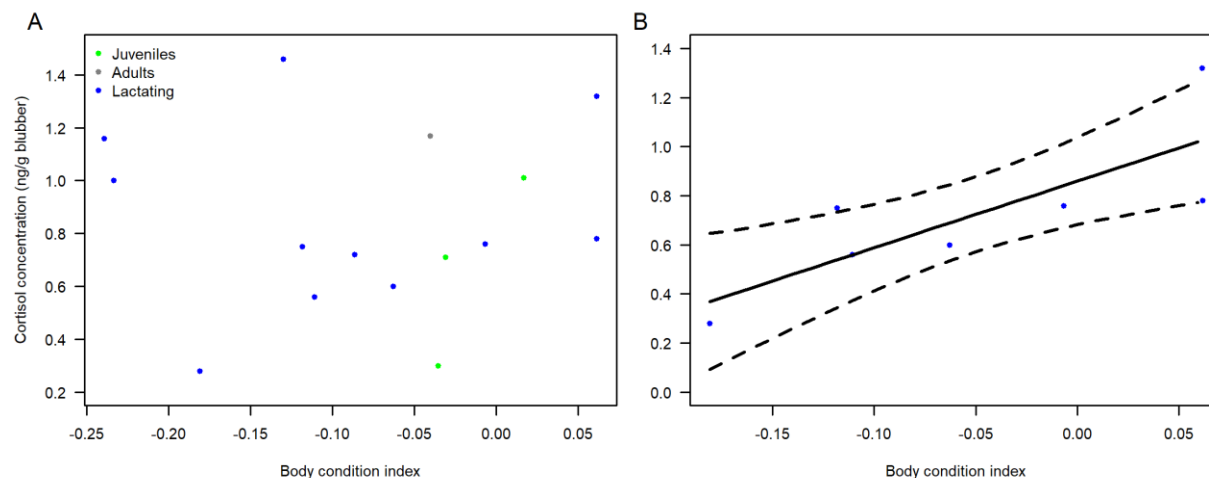 A
Juveniles
Adults
Lactating
1.4
1.2
1.0
0.8
0.6
0.4
0.2
Cortisol concentration (ng/g blubber)
-0.25 -0.20 -0.15 -0.10 -0.05 0.00 0.05
Body condition index
B
1.4
1.2
1.0
0.8
0.6
0.4
0.2
0.0
-0.15 -0.10 -0.05 0.00 0.05
Body condition index